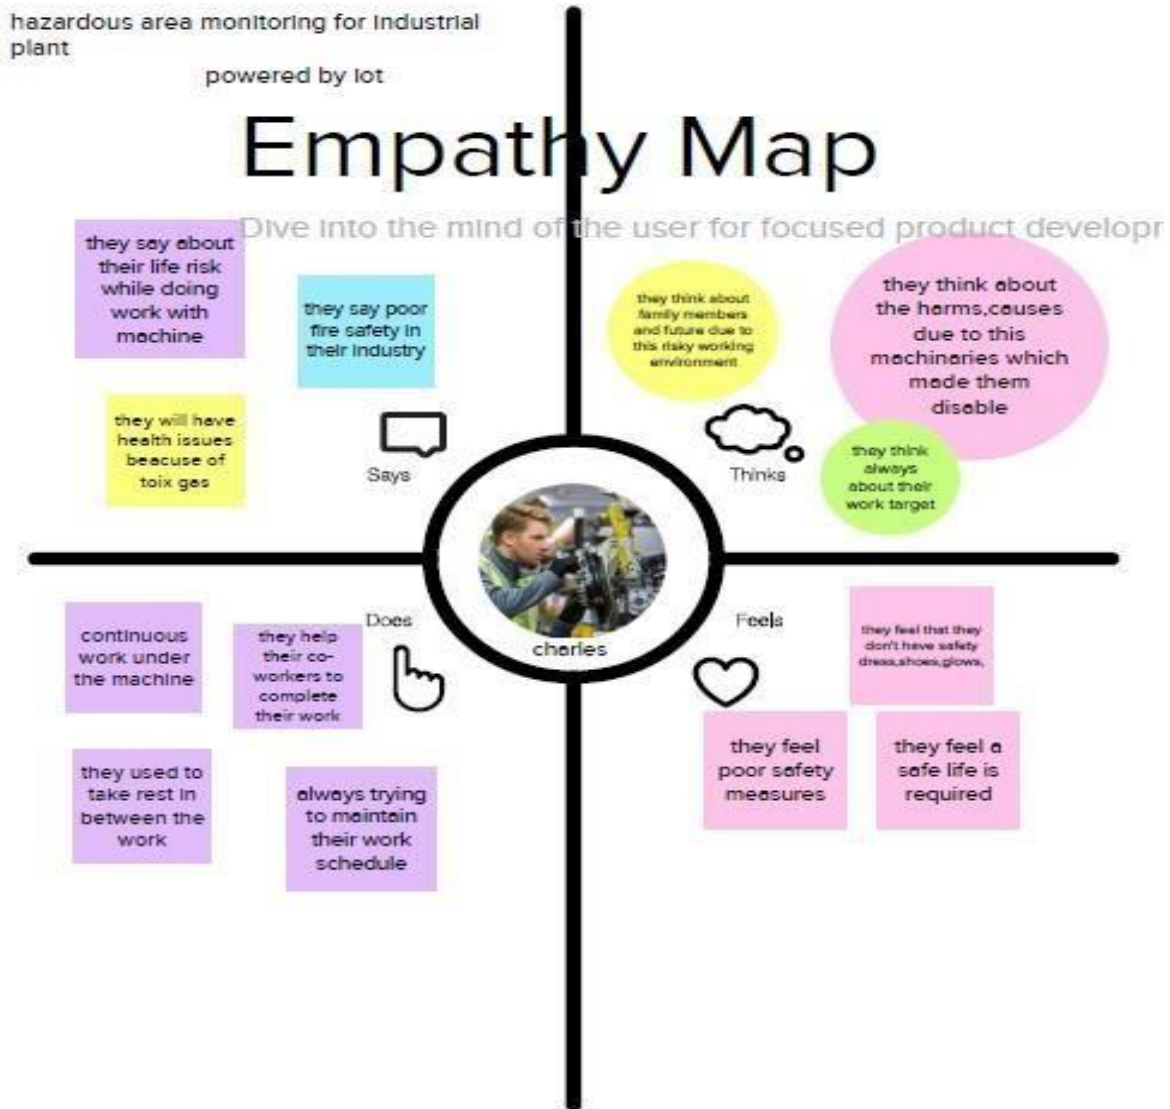 hazardous area monitoring for industrial
plant
powered by iot
Empathy Map
Dive into the mind of the user for focused product developr
they say about
their life risk
while doing
work with
machine
they say poor
fire safety in
their industry
they will have
health issues
beacuse of
toix gas
Says
they think about
family members
and future due to
this risky working
environment
they think about
the harms,causes
due to this
machinaries which
made them
disable
they think
always
about their
work target
Thinks
charles
Does
continuous
work under
the machine
they help
their co-
workers to
complete
their work
they used to
take rest in
between the
work
always trying
to maintain
their work
schedule
Feels
they feel that they
don't have safety
dress,shoes,glows,
they feel
poor safety
measures
they feel a
safe life is
required